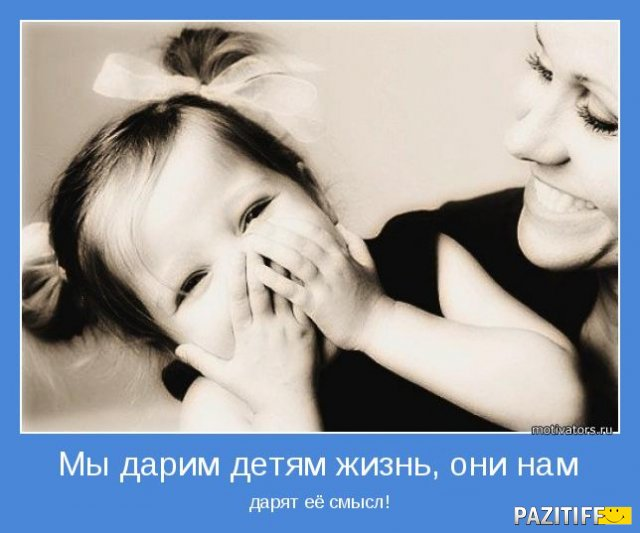 motivators.ru
Мы дарим детям жизнь, они нам
дарят её смысл!
PAZITIFF